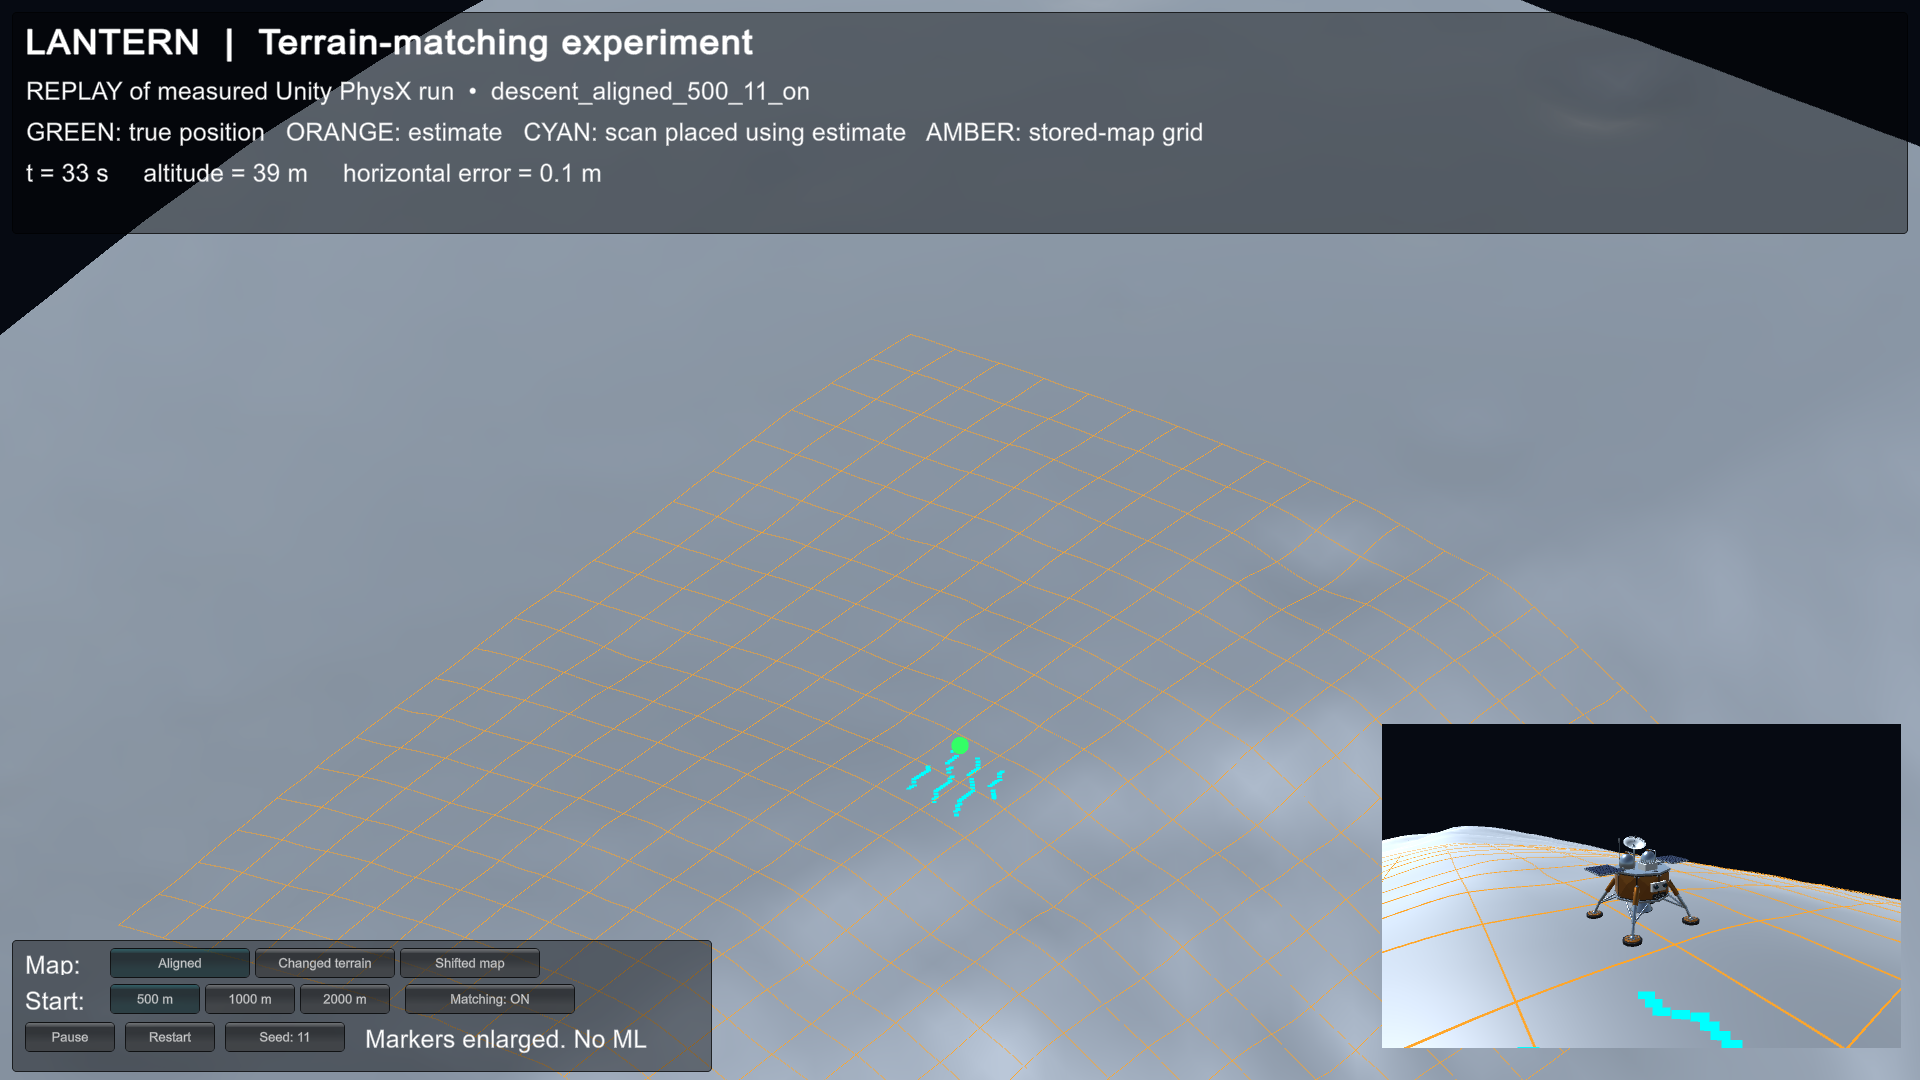 LANTERN | Terrain-matching experiment
REPLAY of measured Unity PhysX run • descent_aligned_500_11_on
GREEN: true position ORANGE: estimate CYAN: scan placed using estimate AMBER: stored-map grid
t = 33 s altitude = 39 m horizontal error = 0.1 m
Map: Aligned Changed terrain Shifted map
Start: 500 m 1000 m 2000 m Matching: ON
Pause Restart Seed: 11 Markers enlarged. No ML